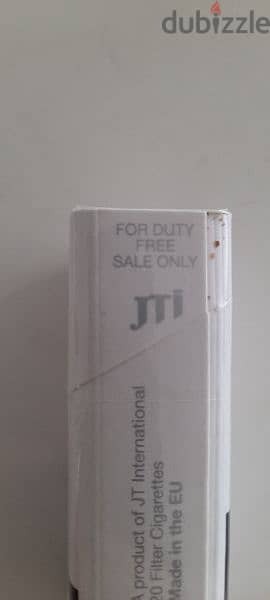 dubizzle
FOR DUTY
FREE
SALE ONLY
JTi
A product of JT International
20 Filter Cigarettes
Made in the EU